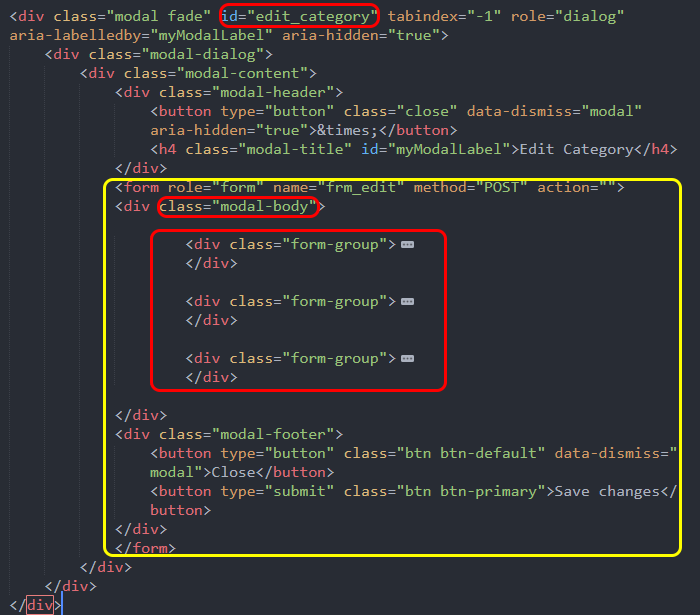 <div class="modal fade" id="edit_category" tabindex="-1" role="dialog"
aria-labelledby="myModalLabel" aria-hidden="true">
<div class="modal-dialog">
<div class="modal-content">
<div class="modal-header">
<button type="button" class="close" data-dismiss="modal"
aria-hidden="true">&times;</button>
<h4 class="modal-title" id="myModalLabel">Edit Category</h4>
</div>
<form role="form" name="frm_edit" method="POST" action="">
<div class="modal-body">
<div class="form-group">
</div>
<div class="form-group">
</div>
<div class="form-group">
</div>
</div>
<div class="modal-footer">
<button type="button" class="btn btn-default" data-dismiss="
modal">Close</button>
<button type="submit" class="btn btn-primary">Save changes</
button>
</div>
</form>
</div>
</div>
</div>